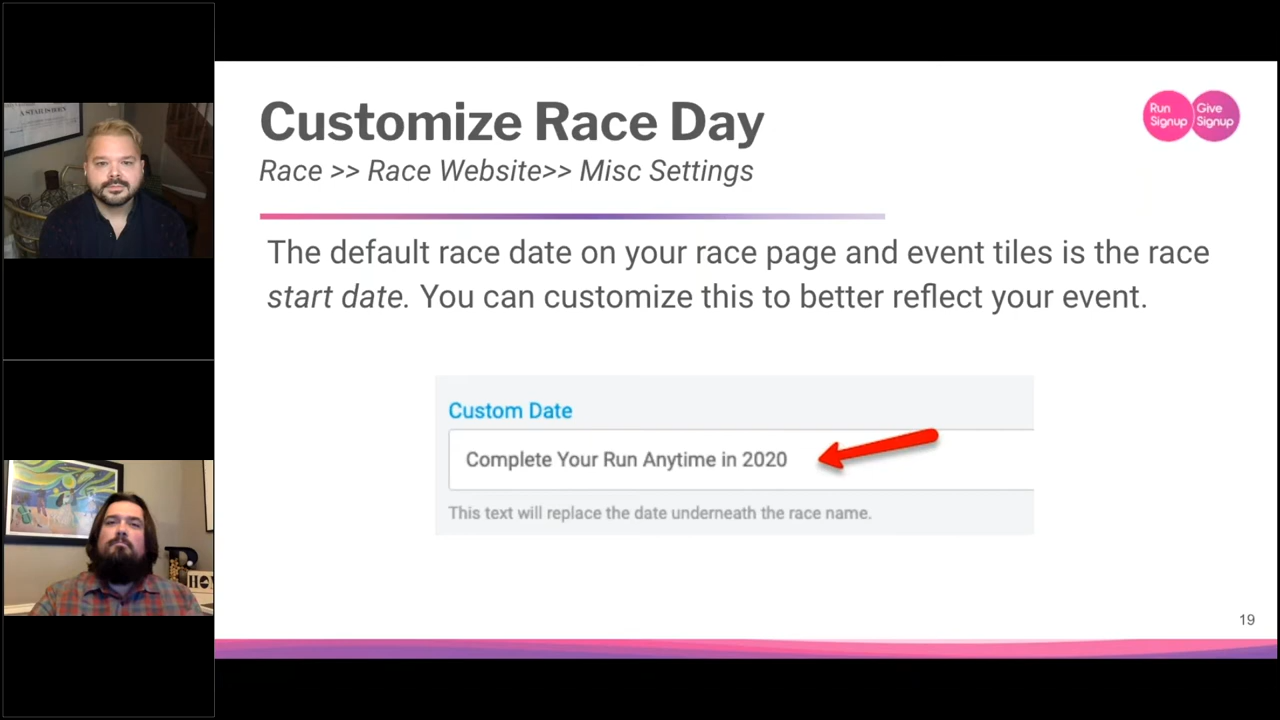 Customize Race Day
Race >> Race Website>> Misc Settings
Run
Signup
Give
Signup
The default race date on your race page and event tiles is the race
start date. You can customize this to better reflect your event.
Custom Date
Complete Your Run Anytime in 2020
This text will replace the date underneath the race name.
19